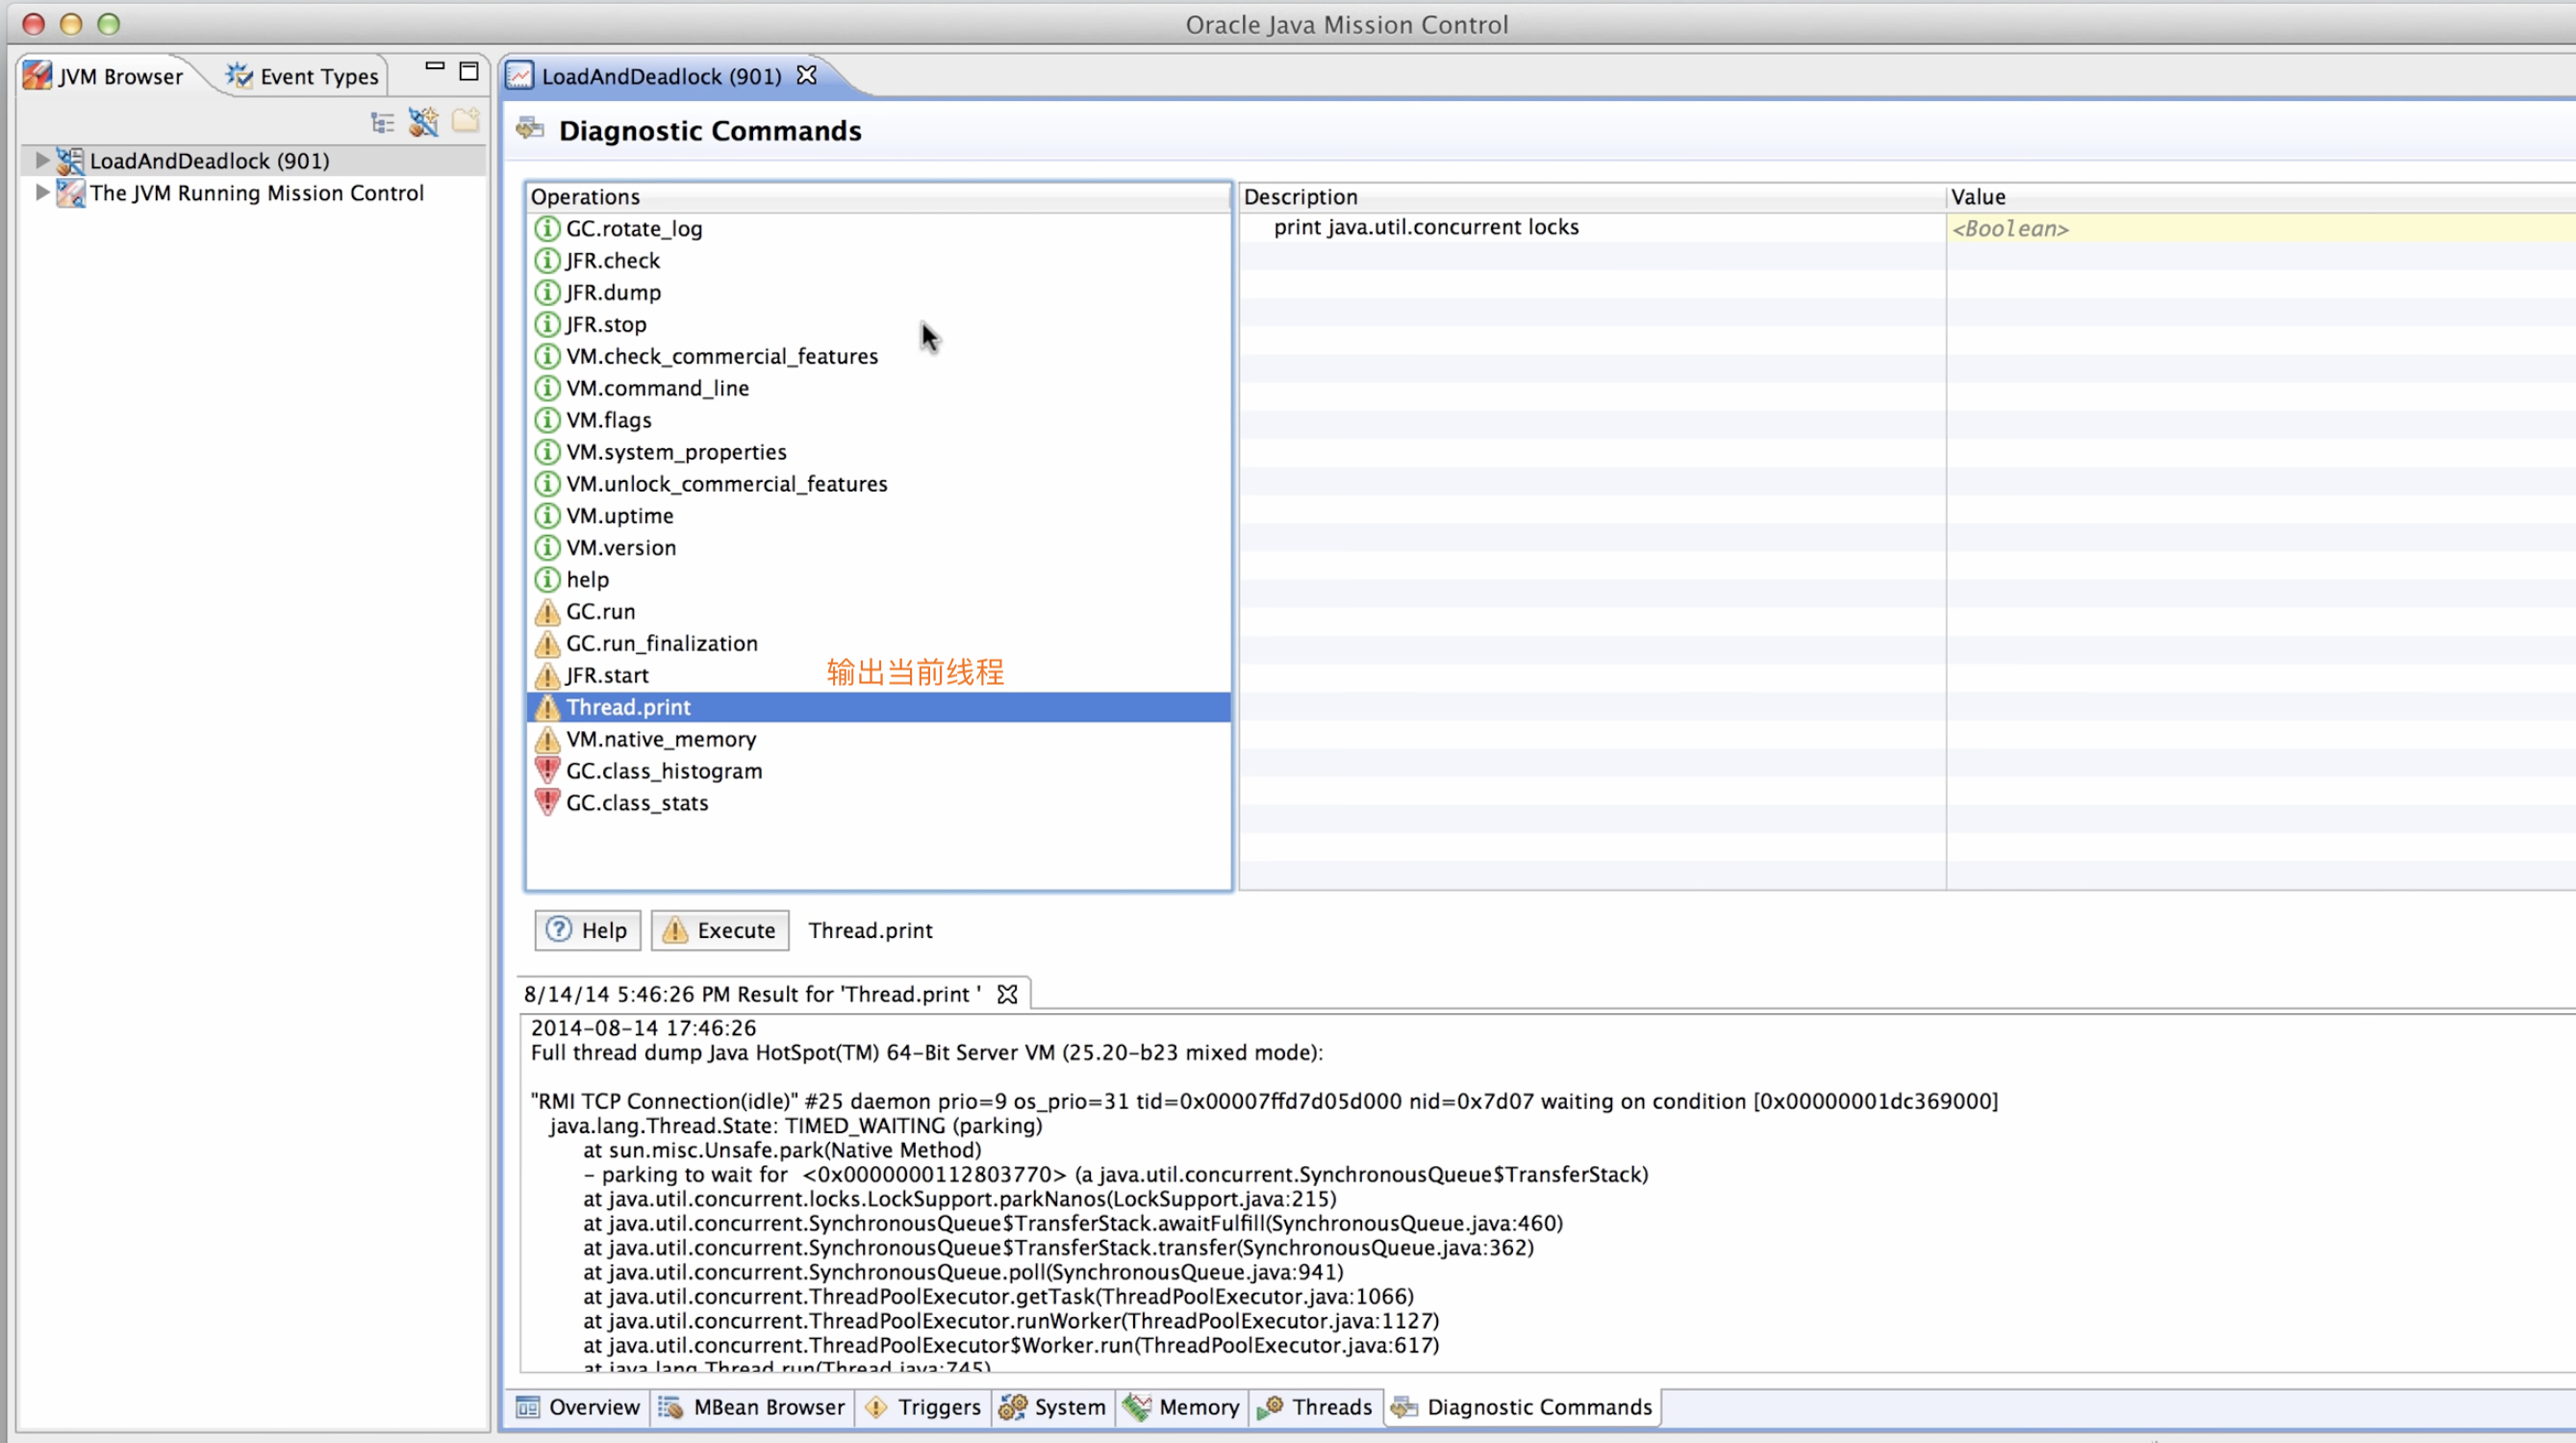 Oracle Java Mission Control
JVM Browser
Event Types
LoadAndDeadlock (901)
The JVM Running Mission Control
LoadAndDeadlock (901)
Diagnostic Commands
Operations
GC.rotate_log
JFR.check
JFR.dump
JFR.stop
VM.check_commercial_features
VM.command_line
VM.flags
VM.system_properties
VM.unlock_commercial_features
VM.uptime
VM.version
help
GC.run
GC.run_finalization
JFR.start
输出当前线程
Thread.print
VM.native_memory
GC.class_histogram
GC.class_stats
Description
Value
print java.util.concurrent locks
<Boolean>
Help
Execute
Thread.print
8/14/14 5:46:26 PM Result for 'Thread.print '
2014-08-14 17:46:26
Full thread dump Java HotSpot(TM) 64-Bit Server VM (25.20-b23 mixed mode):
"RMI TCP Connection(idle)" #25 daemon prio=9 os_prio=31 tid=0x00007ffd7d05d000 nid=0x7d07 waiting on condition [0x00000001dc369000]
java.lang.Thread.State: TIMED_WAITING (parking)
at sun.misc.Unsafe.park(Native Method)
- parking to wait for <0x0000000112803770> (a java.util.concurrent.SynchronousQueue$TransferStack)
at java.util.concurrent.locks.LockSupport.parkNanos(LockSupport.java:215)
at java.util.concurrent.SynchronousQueue$TransferStack.awaitFulfill(SynchronousQueue.java:460)
at java.util.concurrent.SynchronousQueue$TransferStack.transfer(SynchronousQueue.java:362)
at java.util.concurrent.SynchronousQueue.poll(SynchronousQueue.java:941)
at java.util.concurrent.ThreadPoolExecutor.getTask(ThreadPoolExecutor.java:1066)
at java.util.concurrent.ThreadPoolExecutor.runWorker(ThreadPoolExecutor.java:1127)
at java.util.concurrent.ThreadPoolExecutor$Worker.run(ThreadPoolExecutor.java:617)
at java.lang.Thread.run(Thread.java:745)
Overview
MBean Browser
Triggers
System
Memory
Threads
Diagnostic Commands